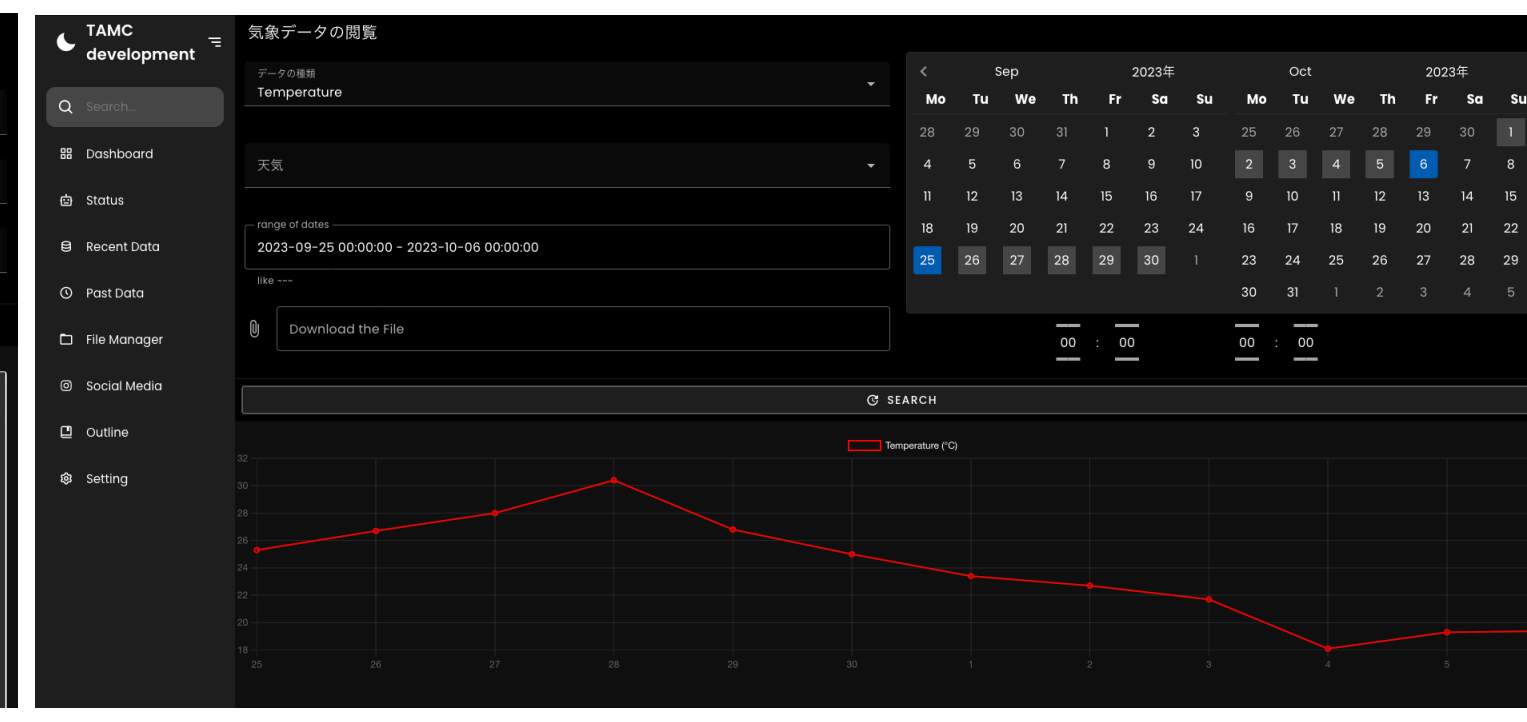 TAMC
development
Search...
Dashboard
Status
Recent Data
Past Data
File Manager
Social Media
Outline
Setting
気象データの閲覧
データの種類
Temperature
天気
range of dates
2023-09-25 00:00:00 - 2023-10-06 00:00:00
like ---
Download the File
Sep 2023年
Mo Tu We Th Fr Sa Su
28 29 30 31 1 2 3
4 5 6 7 8 9 10
11 12 13 14 15 16 17
18 19 20 21 22 23 24
25 26 27 28 29 30 1
Oct 2023年
Mo Tu We Th Fr Sa Su
25 26 27 28 29 30 1
2 3 4 5 6 7 8
9 10 11 12 13 14 15
16 17 18 19 20 21 22
23 24 25 26 27 28 29
30 31 1 2 3 4 5
00 : 00
00 : 00
SEARCH
Temperature (°C)
32
30
28
26
24
22
20
18
25 26 27 28 29 30 1 2 3 4 5